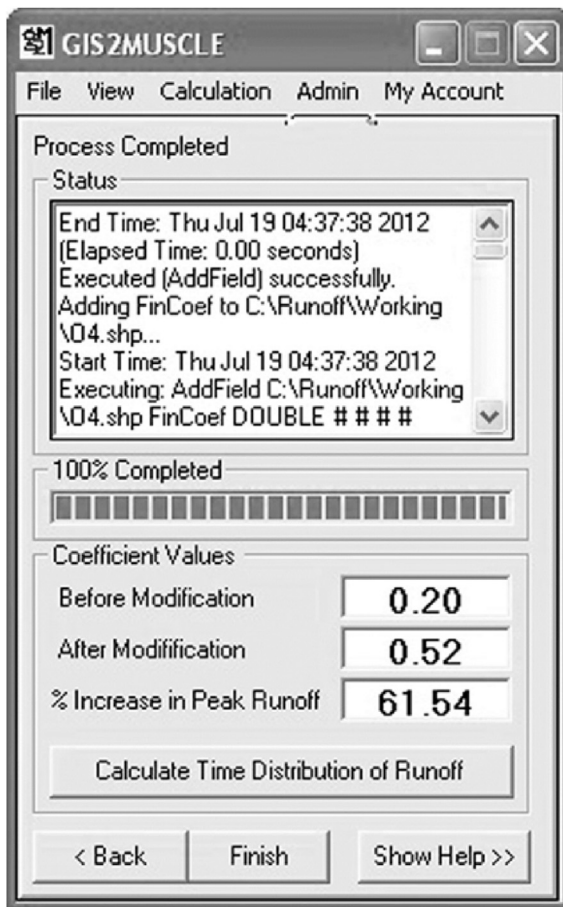 GIS2MUSCLE
File View Calculation Admin My Account
Process Completed
Status
End Time: Thu Jul 19 04:37:38 2012
(Elapsed Time: 0.00 seconds)
Executed (AddField) successfully.
Adding FinCoef to C:\Runoff\Working
\O4.shp...
Start Time: Thu Jul 19 04:37:38 2012
Executing: AddField C:\Runoff\Working
\O4.shp FinCoef DOUBLE # # # #
100% Completed
Coefficient Values
Before Modification 0.20
After Modifification 0.52
% Increase in Peak Runoff 61.54
Calculate Time Distribution of Runoff
< Back Finish Show Help >>